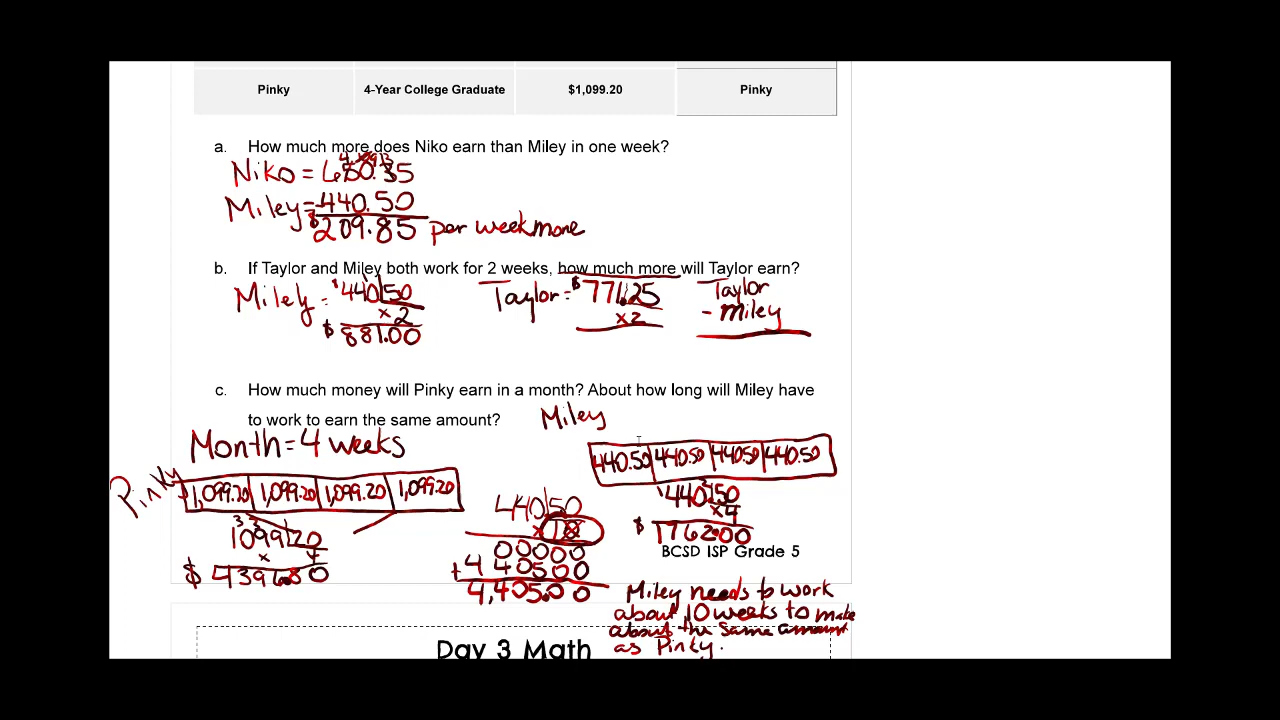 Pinky 4-Year College Graduate $1,099.20 Pinky
a. How much more does Niko earn than Miley in one week?
Niko = 650.35
Miley = -440.50
$209.85 per week more
b. If Taylor and Miley both work for 2 weeks, how much more will Taylor earn?
Miley = $440.50
x2
$881.00
Taylor = $771.25
x2
Taylor
- Miley
c. How much money will Pinky earn in a month? About how long will Miley have
to work to earn the same amount?
Month = 4 weeks
Pinky
1,099.20 1,099.20 1,099.20 1,099.20
1099.20
x 4
$4396.80
Miley
440.50 440.50 440.50 440.50
440.50
x4
$1762.00
440.50
00000
+440500
4,405.00
BCSD ISP Grade 5
Miley needs to work
about 10 weeks to make
about the same amount
as Pinky.
Day 3 Math